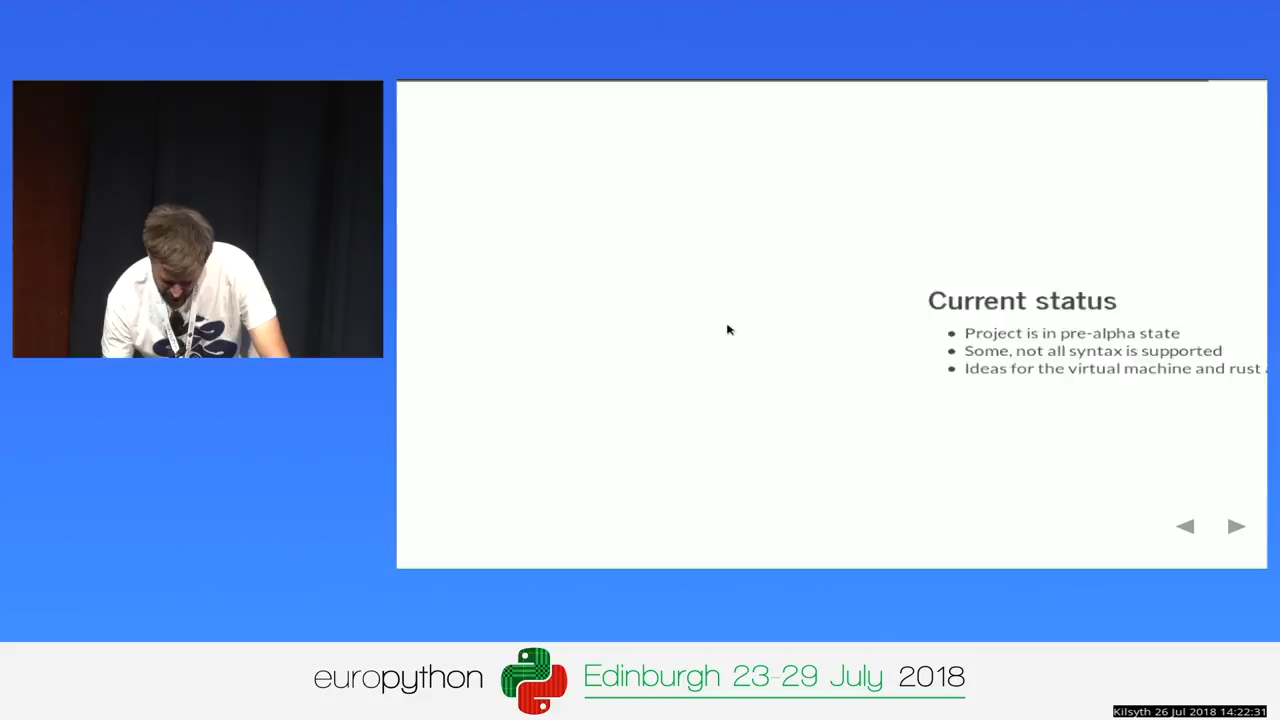 Current status
Project is in pre-alpha state
Some, not all syntax is supported
Ideas for the virtual machine and rust
europython Edinburgh 23-29 July 2018
Kilsyth 26 Jul 2018 14:22:31